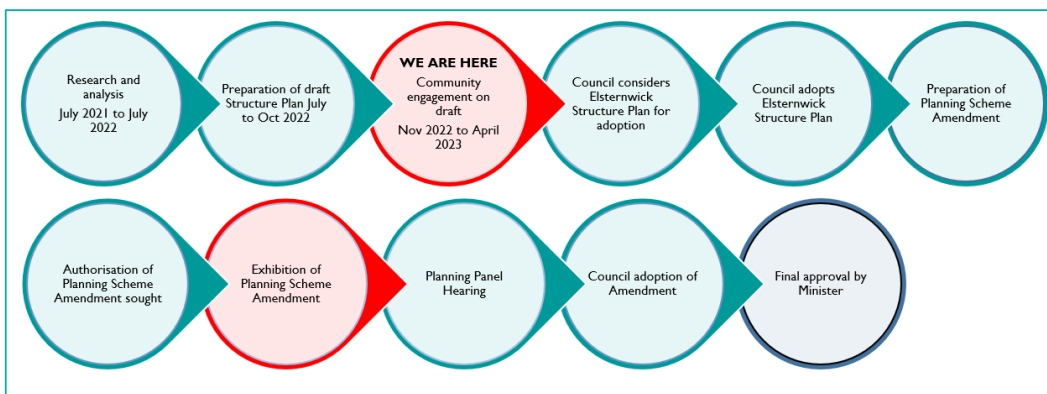 Research and
analysis
July 2021 to July
2022
Preparation of draft
Structure Plan July
to Oct 2022
WE ARE HERE
Community
engagement on
draft
Nov 2022 to April
2023
Council considers
Elsternwick
Structure Plan for
adoption
Council adopts
Elsternwick
Structure Plan
Preparation of
Planning Scheme
Amendment
Authorisation of
Planning Scheme
Amendment sought
Exhibition of
Planning Scheme
Amendment
Planning Panel
Hearing
Council adoption of
Amendment
Final approval by
Minister